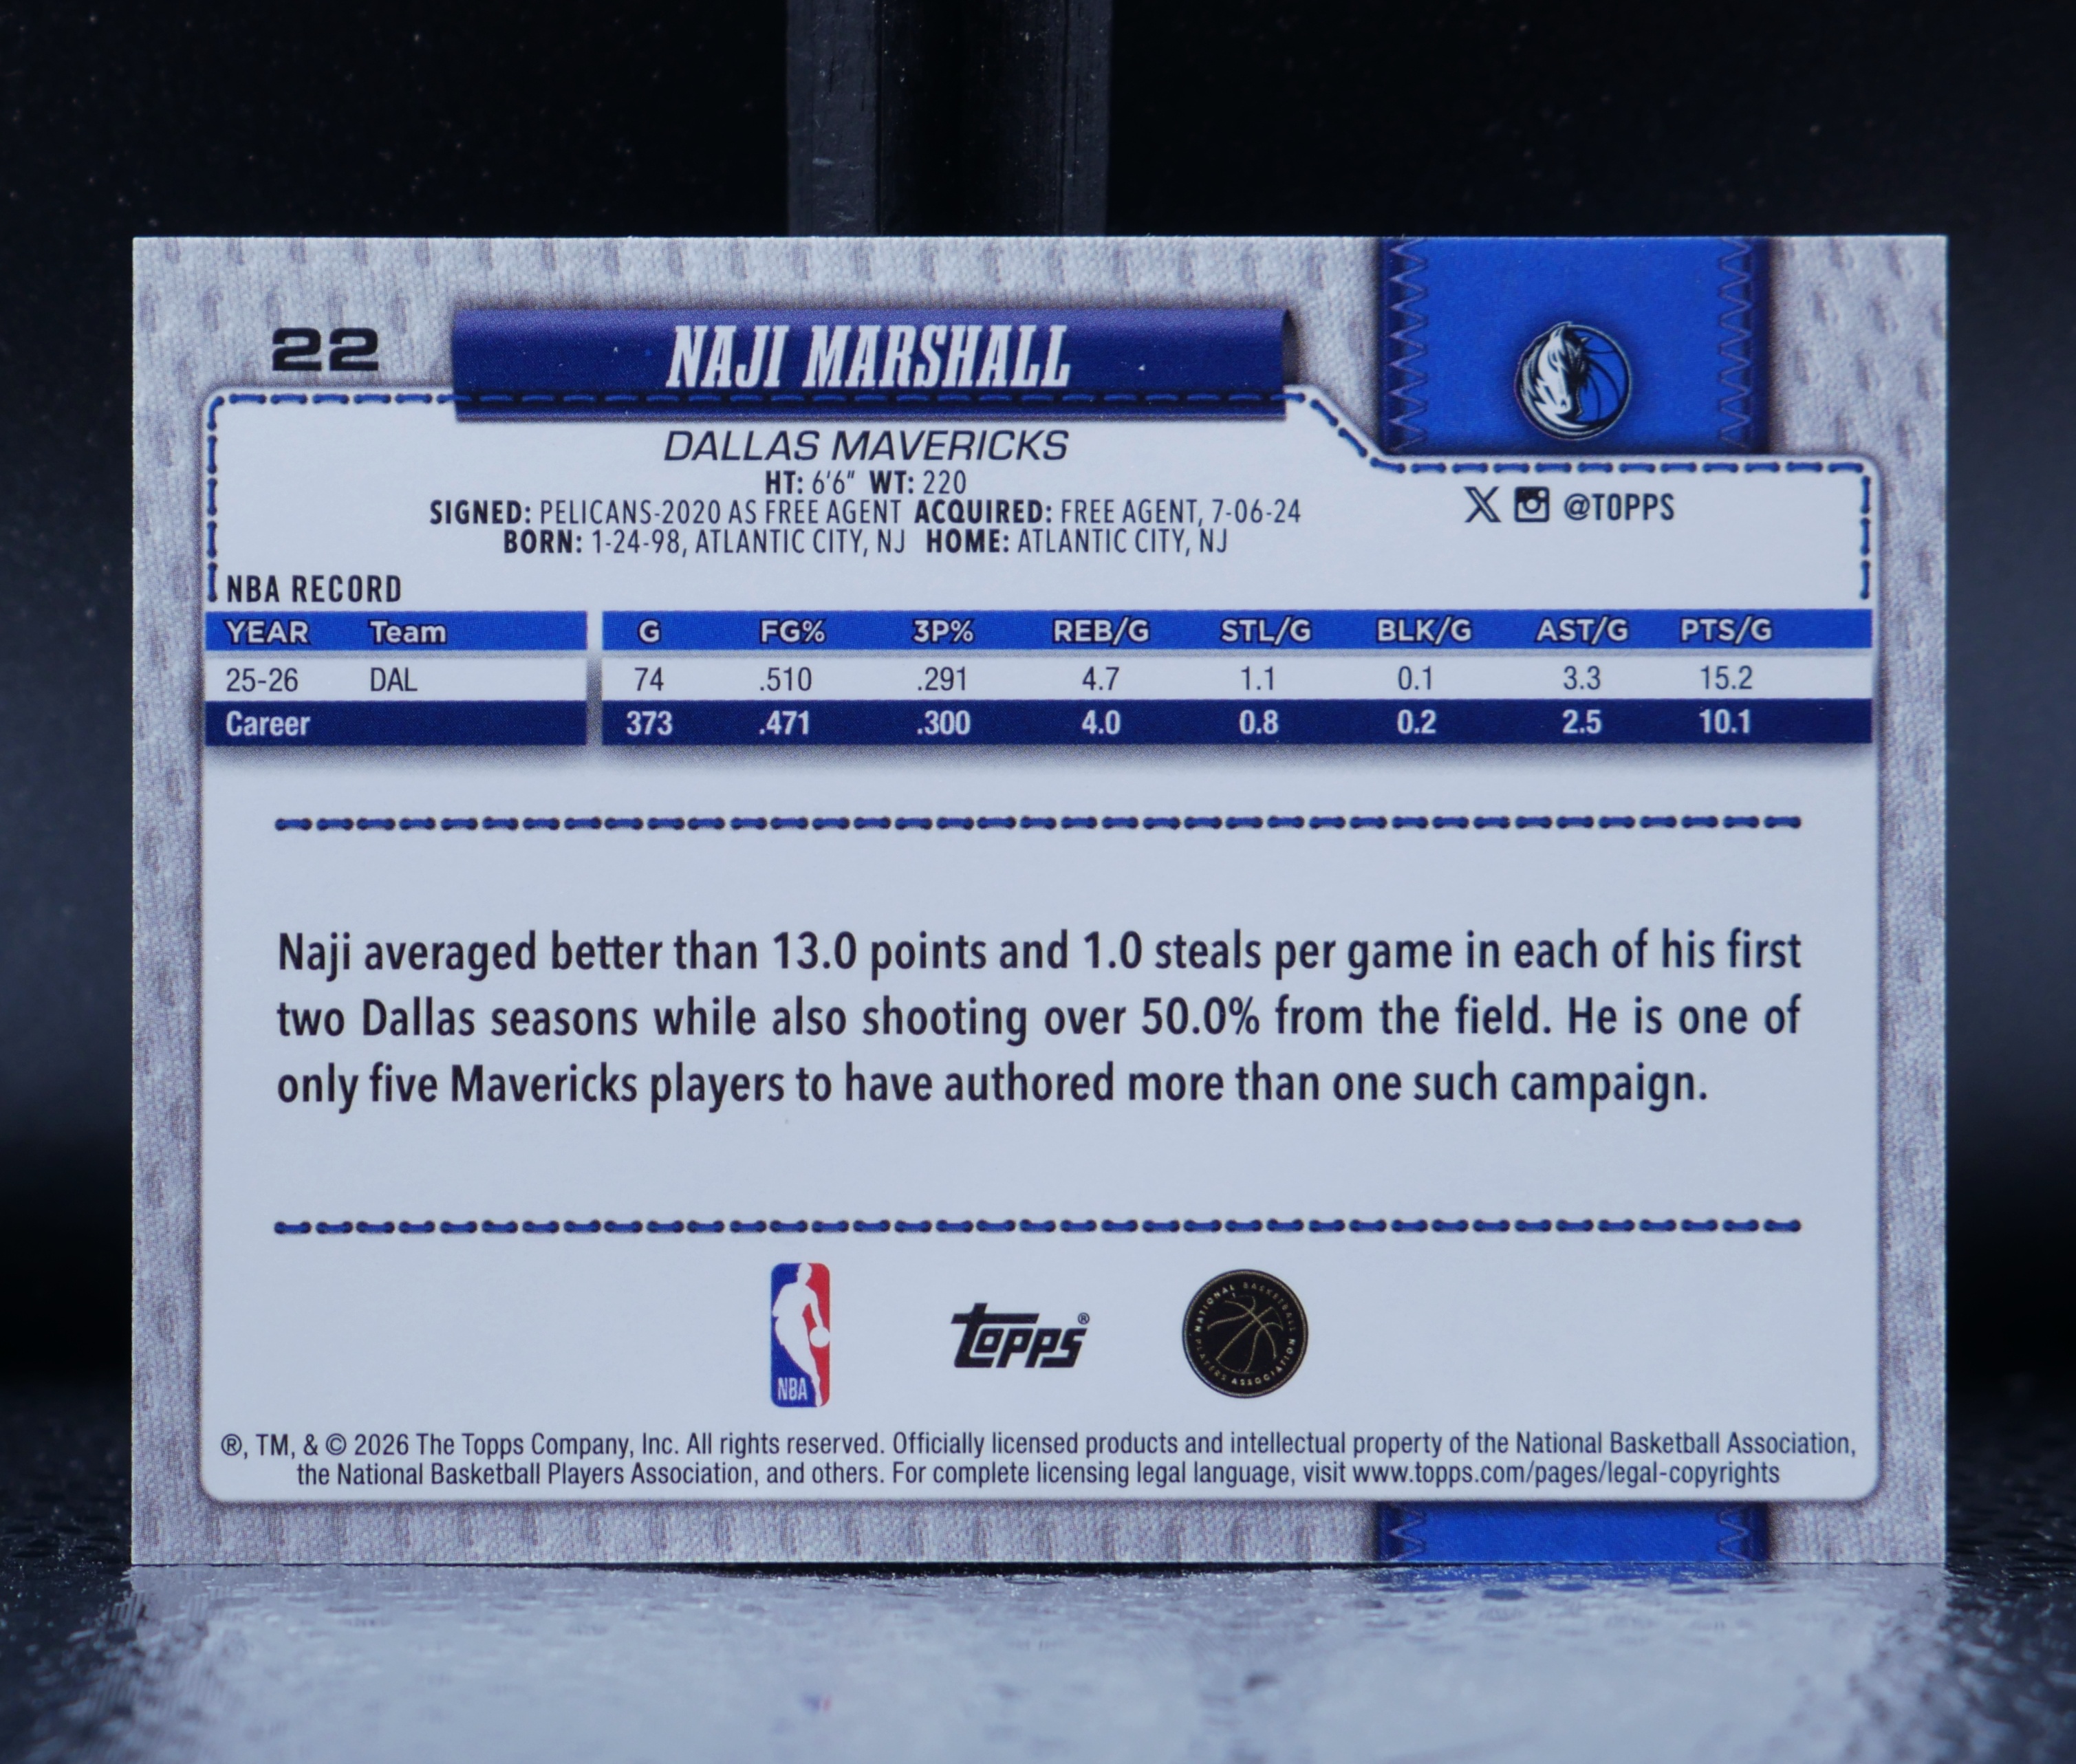 22
NAJI MARSHALL
DALLAS MAVERICKS
HT: 6'6" WT: 220
SIGNED: PELICANS-2020 AS FREE AGENT ACQUIRED: FREE AGENT, 7-06-24
BORN: 1-24-98, ATLANTIC CITY, NJ HOME: ATLANTIC CITY, NJ
@TOPPS
NBA RECORD
YEAR Team G FG% 3P% REB/G STL/G BLK/G AST/G PTS/G
25-26 DAL 74 .510 .291 4.7 1.1 0.1 3.3 15.2
Career 373 .471 .300 4.0 0.8 0.2 2.5 10.1
Naji averaged better than 13.0 points and 1.0 steals per game in each of his first
two Dallas seasons while also shooting over 50.0% from the field. He is one of
only five Mavericks players to have authored more than one such campaign.
NBA
topps®
NATIONAL BASKETBALL PLAYERS ASSOCIATION
®, TM, & © 2026 The Topps Company, Inc. All rights reserved. Officially licensed products and intellectual property of the National Basketball Association,
the National Basketball Players Association, and others. For complete licensing legal language, visit www.topps.com/pages/legal-copyrights